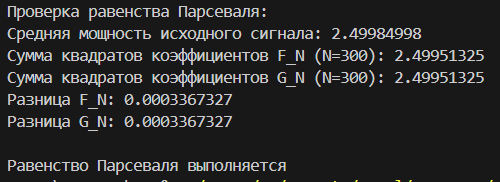 Проверка равенства Парсеваля:
Средняя мощность исходного сигнала: 2.49984998
Сумма квадратов коэффициентов F_N (N=300): 2.49951325
Сумма квадратов коэффициентов G_N (N=300): 2.49951325
Разница F_N: 0.0003367327
Разница G_N: 0.0003367327
Равенство Парсеваля выполняется